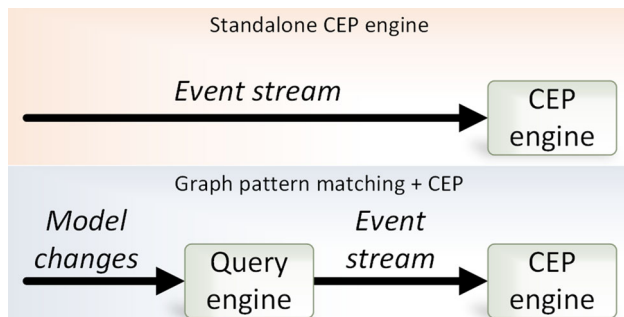 Standalone CEP engine
Event stream
CEP
engine
Graph pattern matching + CEP
Model
changes
Query
engine
Event
stream
CEP
engine